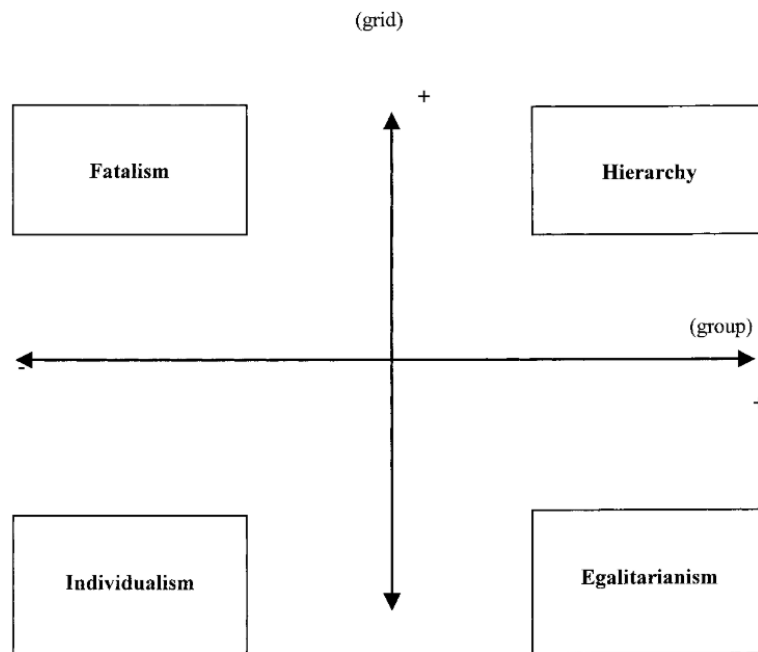 (grid)
+
Fatalism
Hierarchy
(group)
-
-
Individualism
Egalitarianism